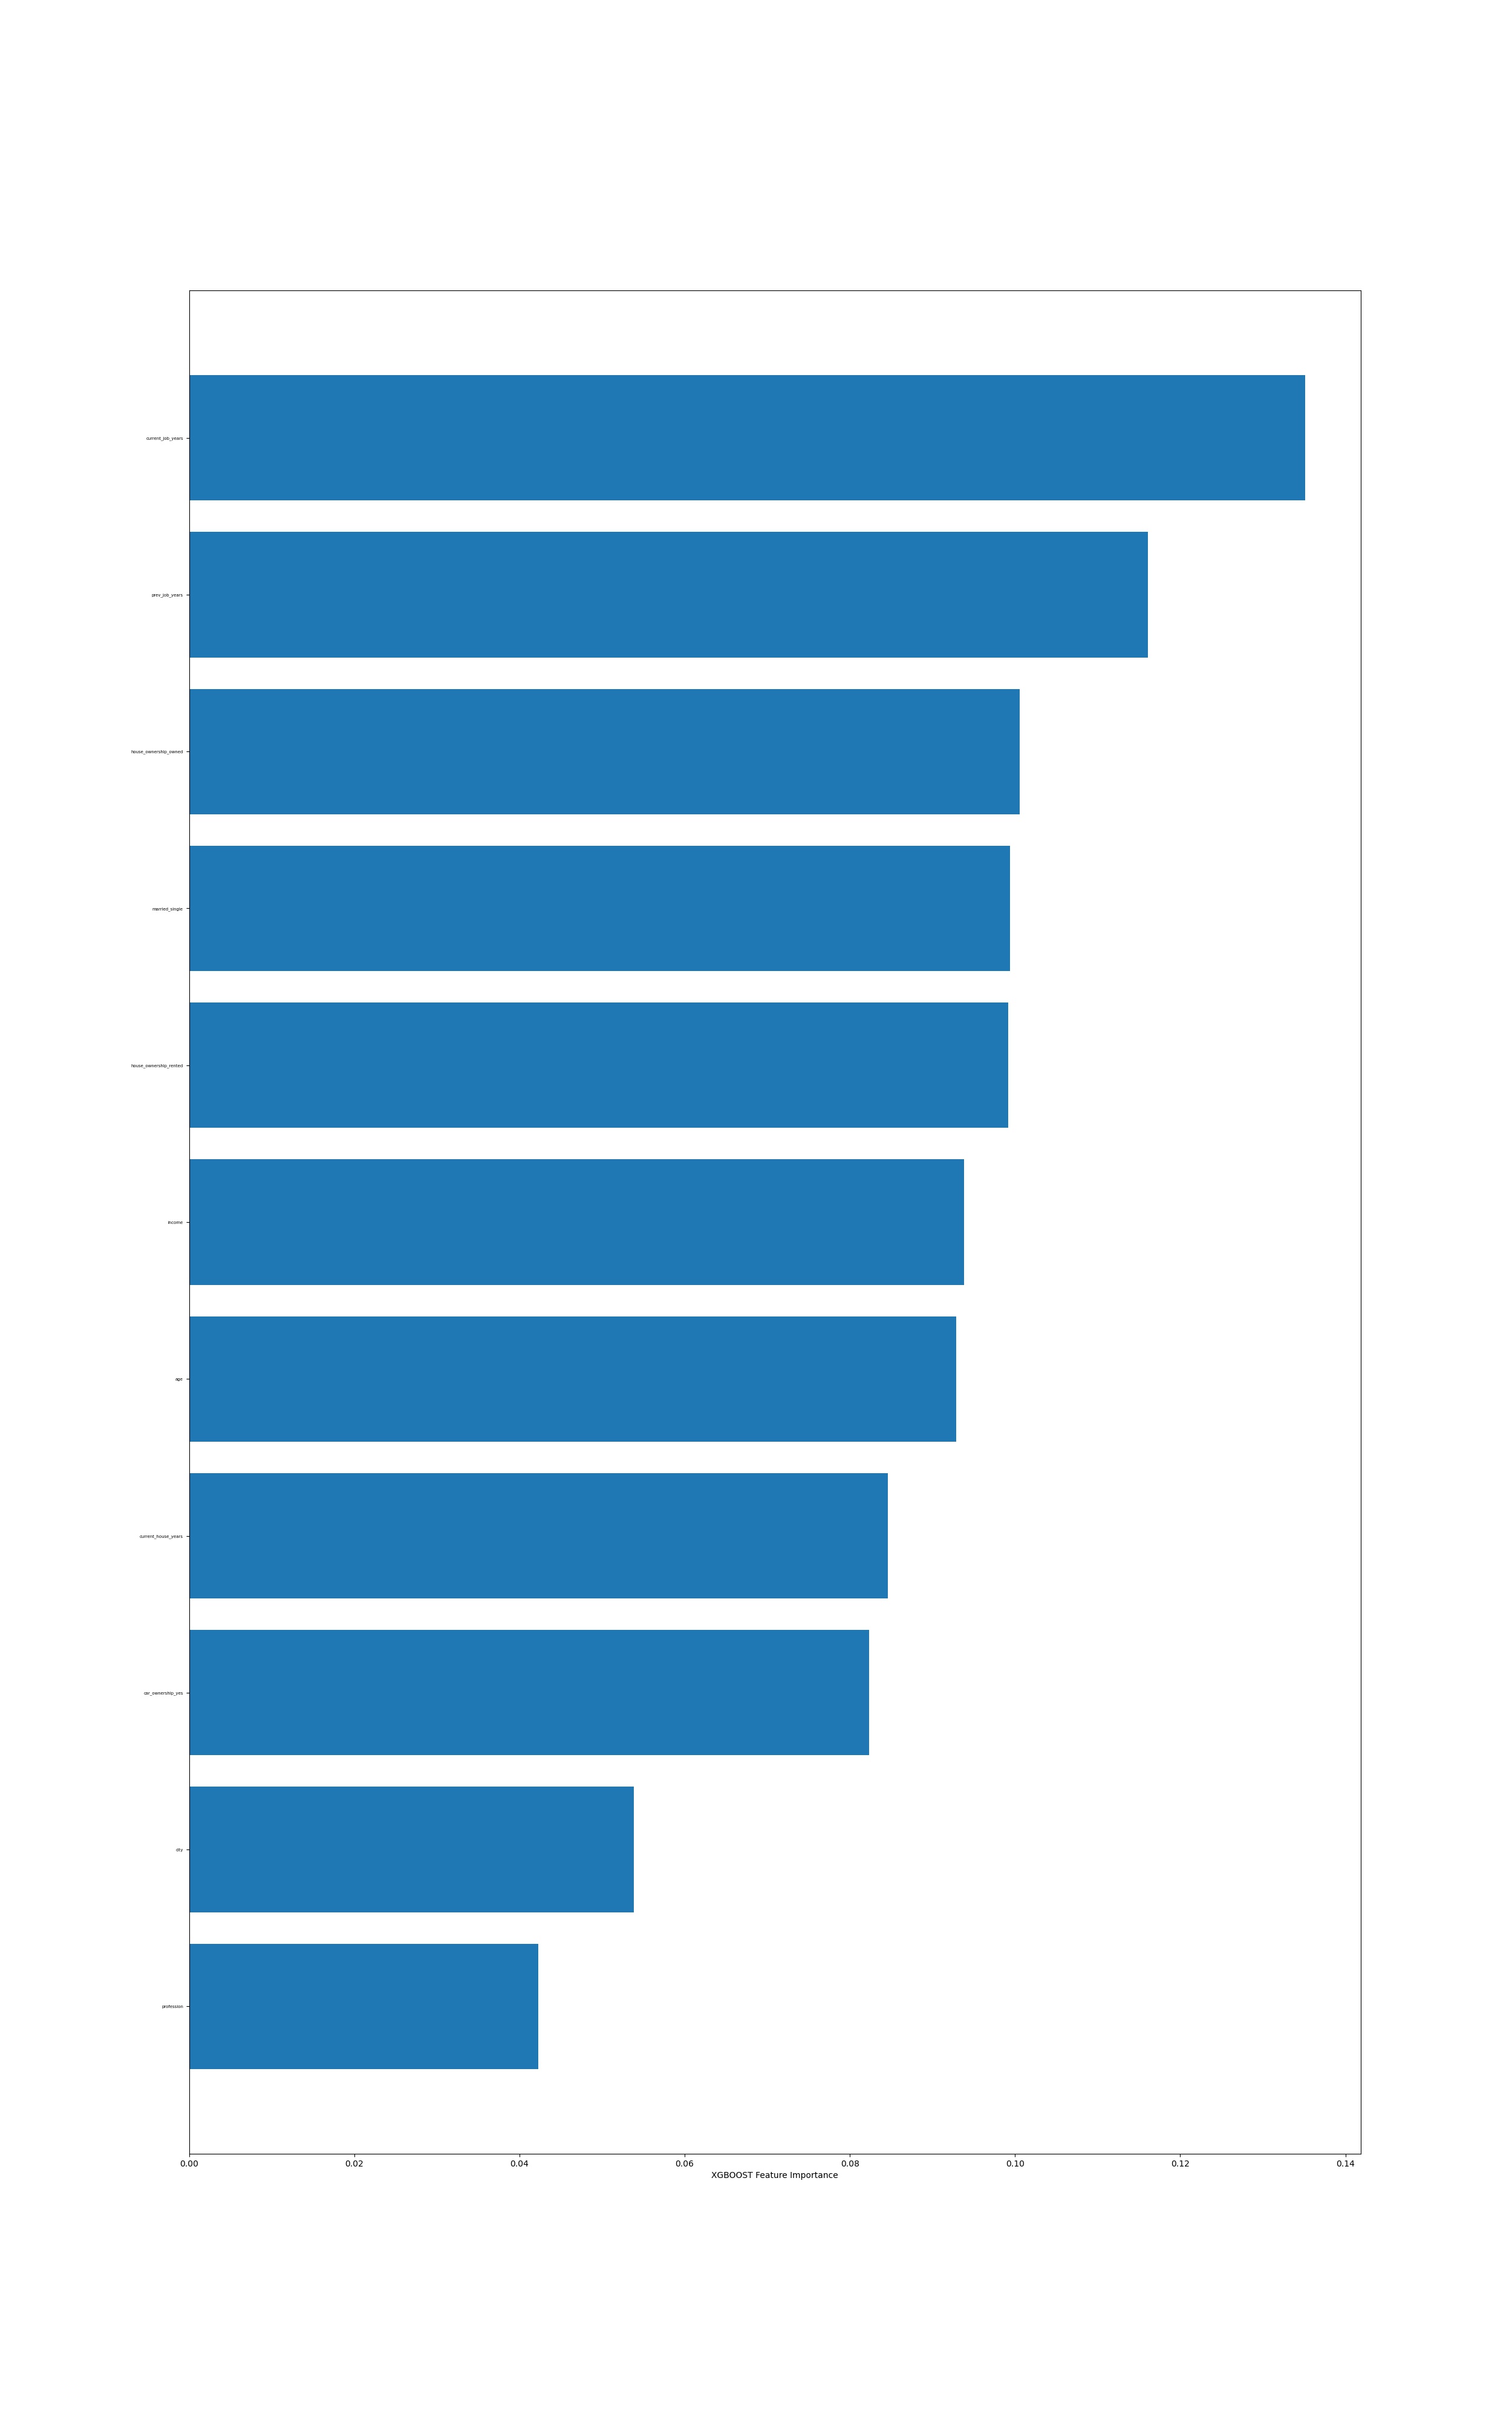 current_job_years
prev_job_years
house_ownership_owned
married_single
house_ownership_rented
income
age
current_house_years
car_ownership_yes
city
profession
0.00 0.02 0.04 0.06 0.08 0.10 0.12 0.14
XGBOOST Feature Importance